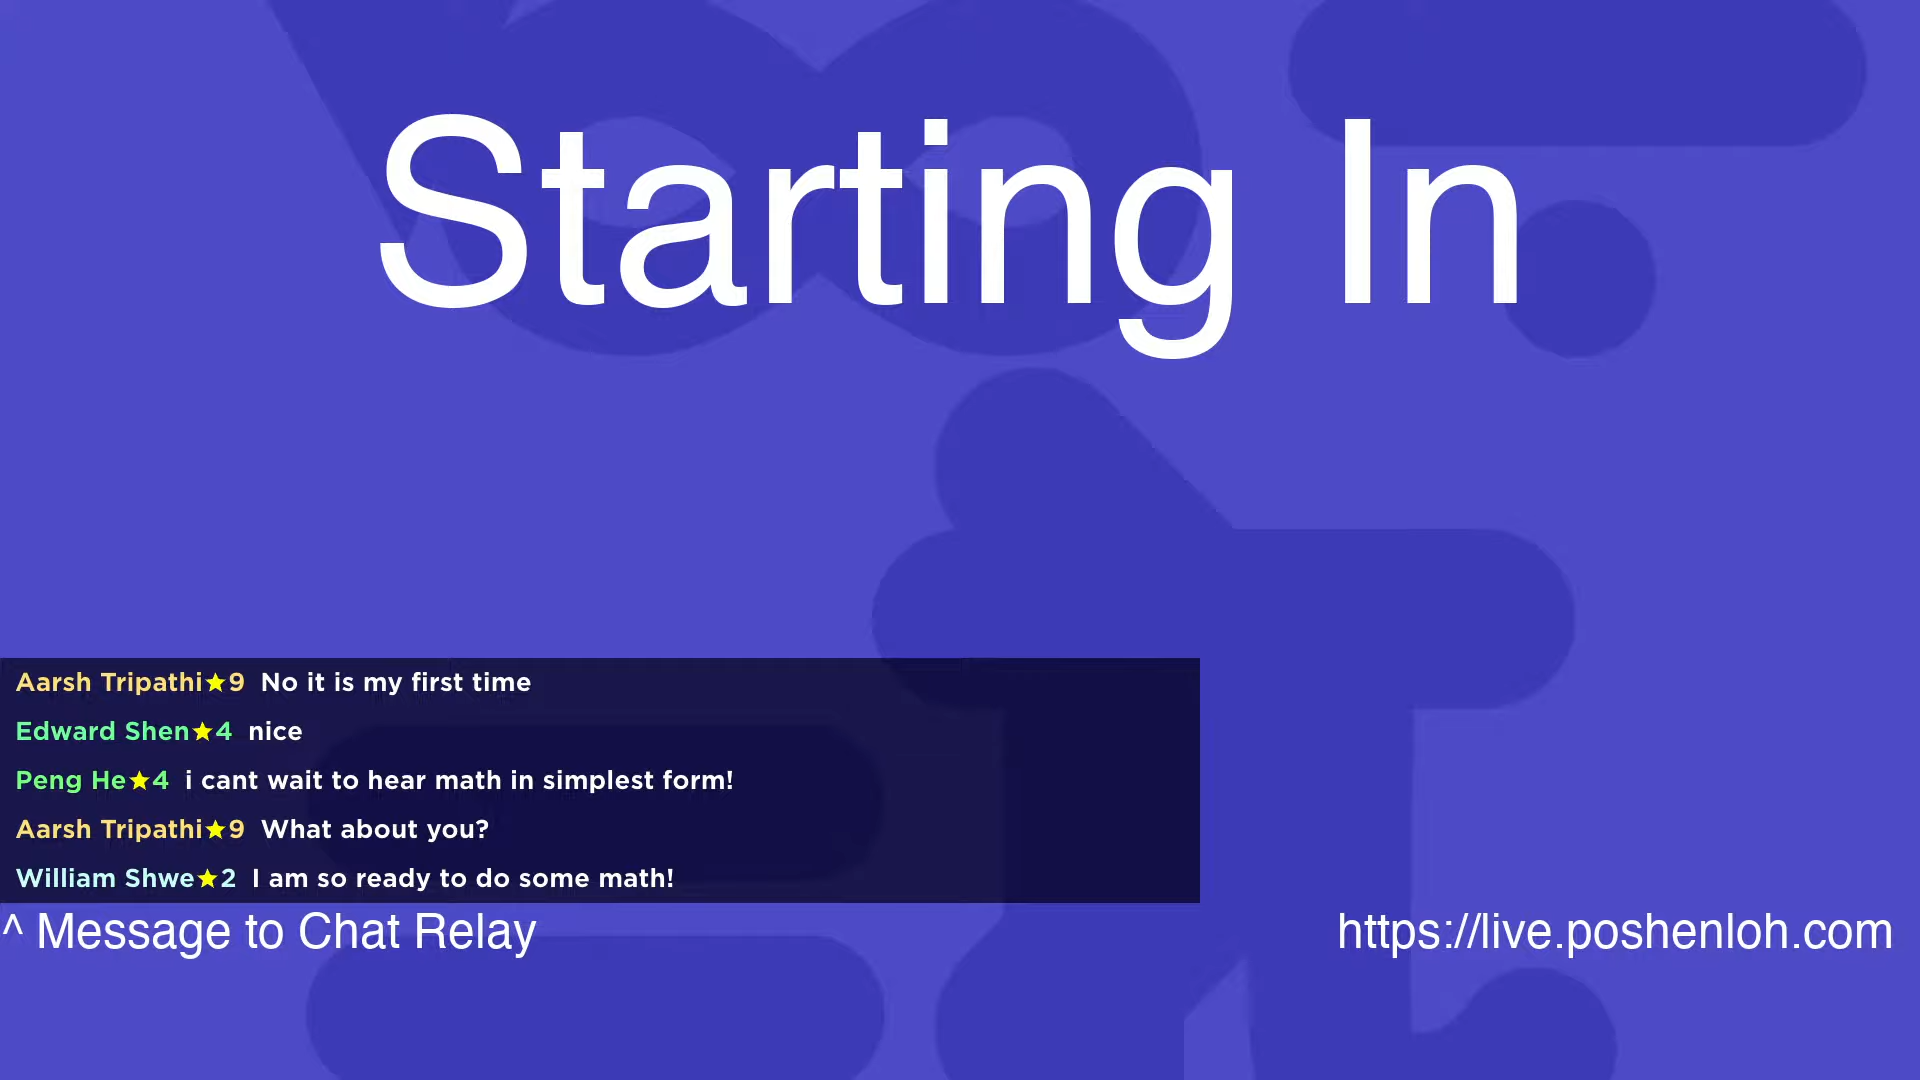 Starting In
Aarsh Tripathi★9 No it is my first time
Edward Shen★4 nice
Peng He★4 i cant wait to hear math in simplest form!
Aarsh Tripathi★9 What about you?
William Shwe★2 I am so ready to do some math!
^ Message to Chat Relay
https://live.poshenloh.com